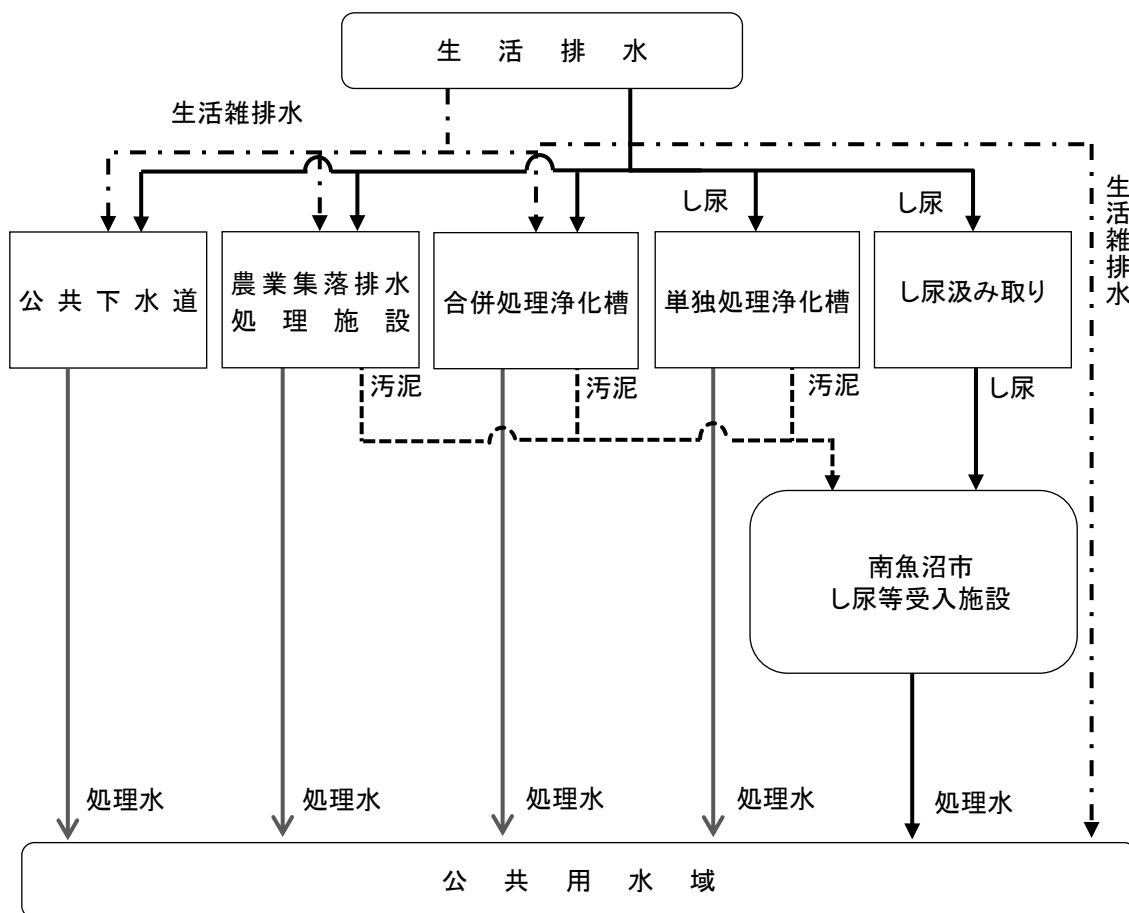 生活排水
生活雑排水
し尿
し尿
生活雑排水
公共下水道
農業集落排水
処理施設
合併処理浄化槽
単独処理浄化槽
し尿汲み取り
汚泥
汚泥
汚泥
し尿
南魚沼市
し尿等受入施設
処理水
処理水
処理水
処理水
処理水
公共用水域